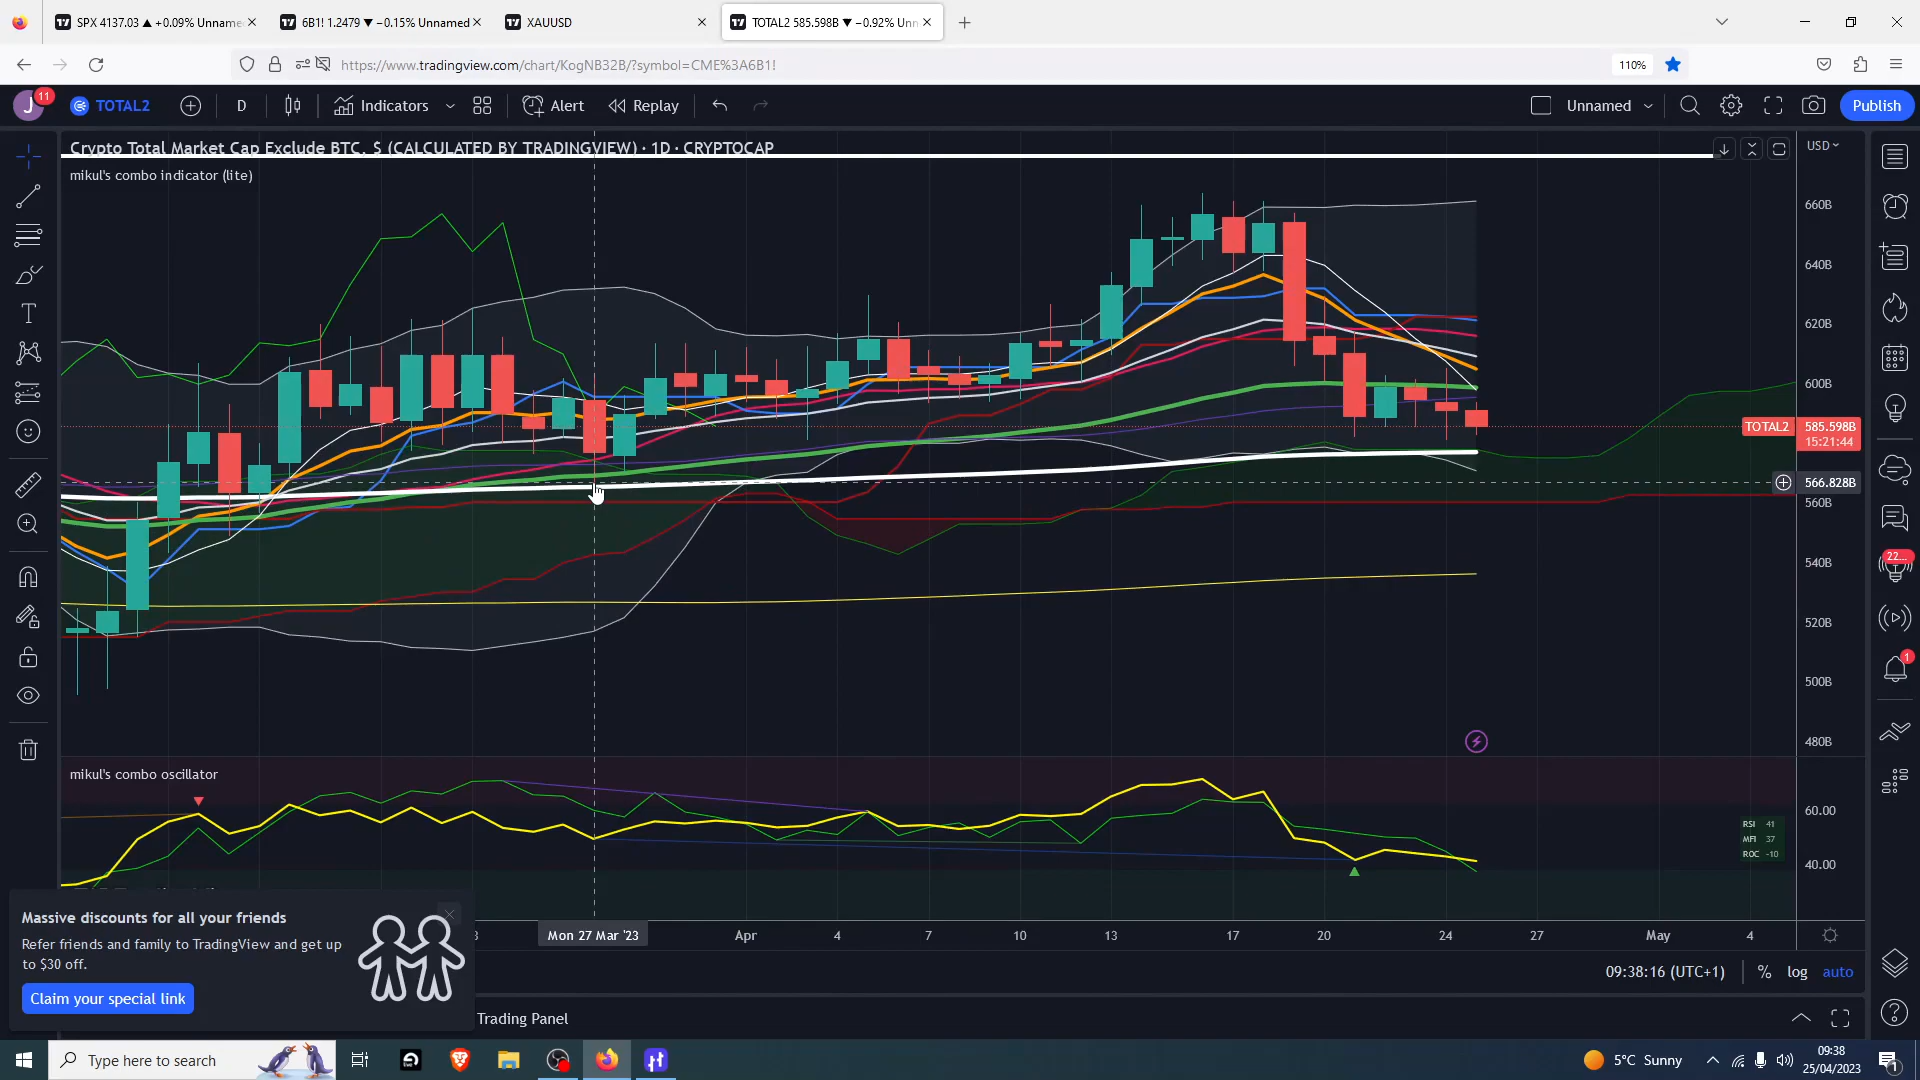 SPX 4137.03 ▲ +0.09% Unname
6B1! 1.2479 ▼ −0.15% Unnamed
XAUUSD
TOTAL2 585.598B ▼ −0.92% Unn
https://www.tradingview.com/chart/KogNB32B/?symbol=CME%3A6B1!
110%
J
11
TOTAL2
D
Indicators
Alert
Replay
Unnamed
Publish
Crypto Total Market Cap Exclude BTC, $ (CALCULATED BY TRADINGVIEW) · 1D · CRYPTOCAP
USD
mikul's combo indicator (lite)
660B
640B
620B
600B
TOTAL2
585.598B
15:21:44
566.828B
560B
540B
520B
500B
480B
22...
1
mikul's combo oscillator
60.00
RSI 41
MFI 37
ROC -10
40.00
Massive discounts for all your friends
Refer friends and family to TradingView and get up
to $30 off.
Claim your special link
Mon 27 Mar '23
Apr
4
7
10
13
17
20
24
27
May
4
09:38:16 (UTC+1)
%
log
auto
Trading Panel
Type here to search
5°C Sunny
09:38
25/04/2023
1